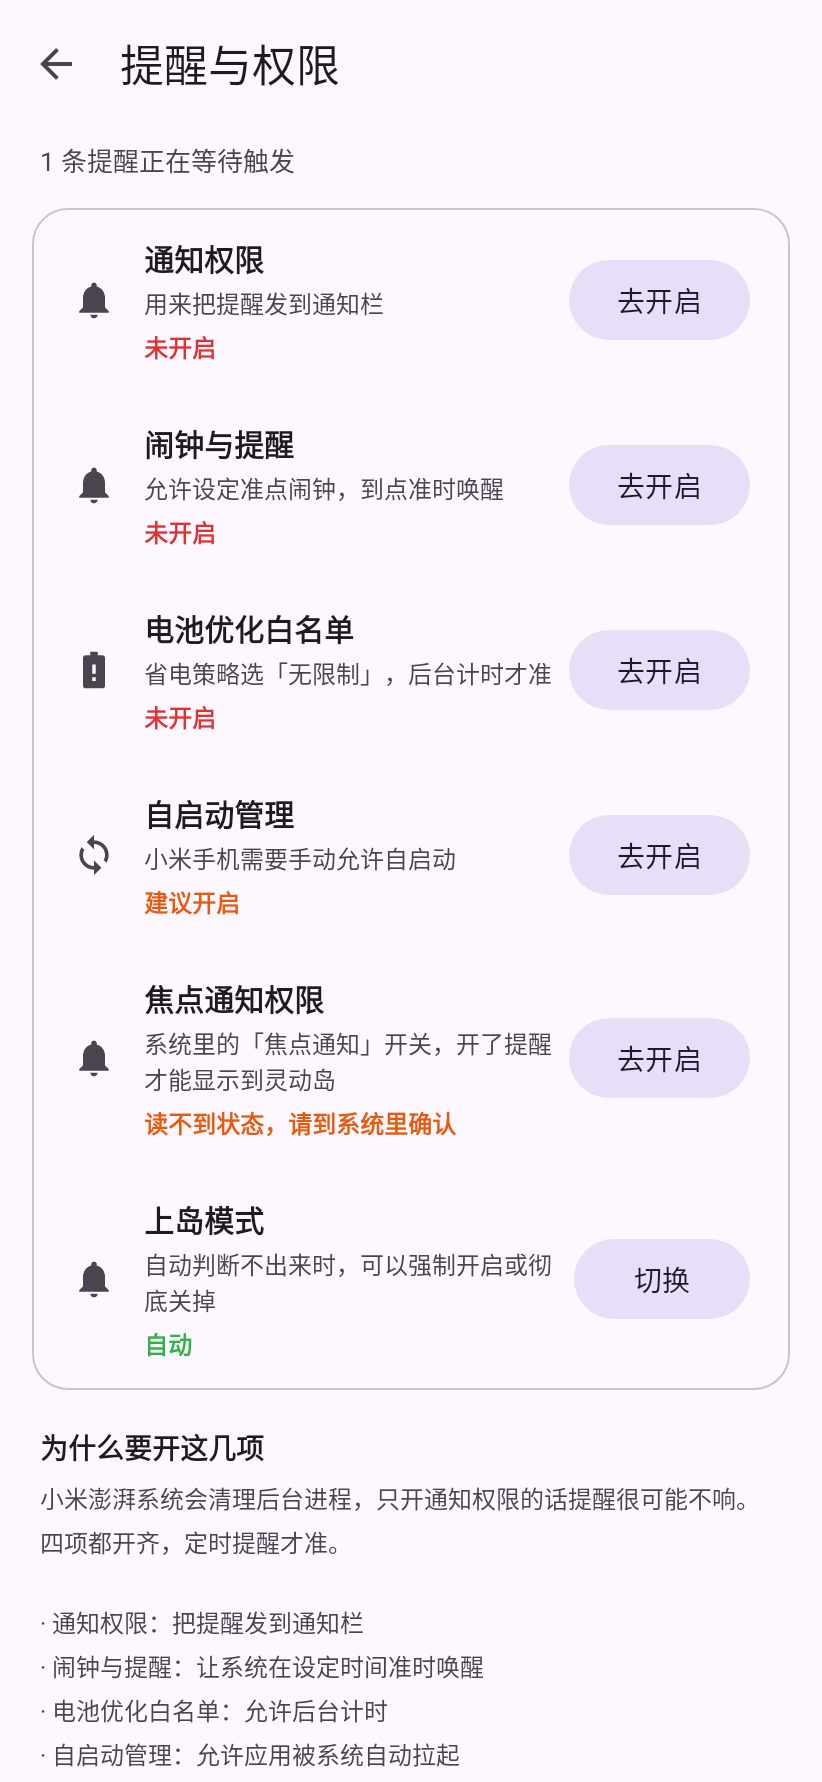 提醒与权限
1 条提醒正在等待触发
通知权限
用来把提醒发到通知栏
未开启
去开启
闹钟与提醒
允许设定准点闹钟，到点准时唤醒
未开启
去开启
电池优化白名单
省电策略选「无限制」，后台计时才准
未开启
去开启
自启动管理
小米手机需要手动允许自启动
建议开启
去开启
焦点通知权限
系统里的「焦点通知」开关，开了提醒
才能显示到灵动岛
读不到状态，请到系统里确认
去开启
上岛模式
自动判断不出来时，可以强制开启或彻
底关掉
自动
切换
为什么要开这几项
小米澎湃系统会清理后台进程，只开通知权限的话提醒很可能不响。
四项都开齐，定时提醒才准。
· 通知权限：把提醒发到通知栏
· 闹钟与提醒：让系统在设定时间准时唤醒
· 电池优化白名单：允许后台计时
· 自启动管理：允许应用被系统自动拉起